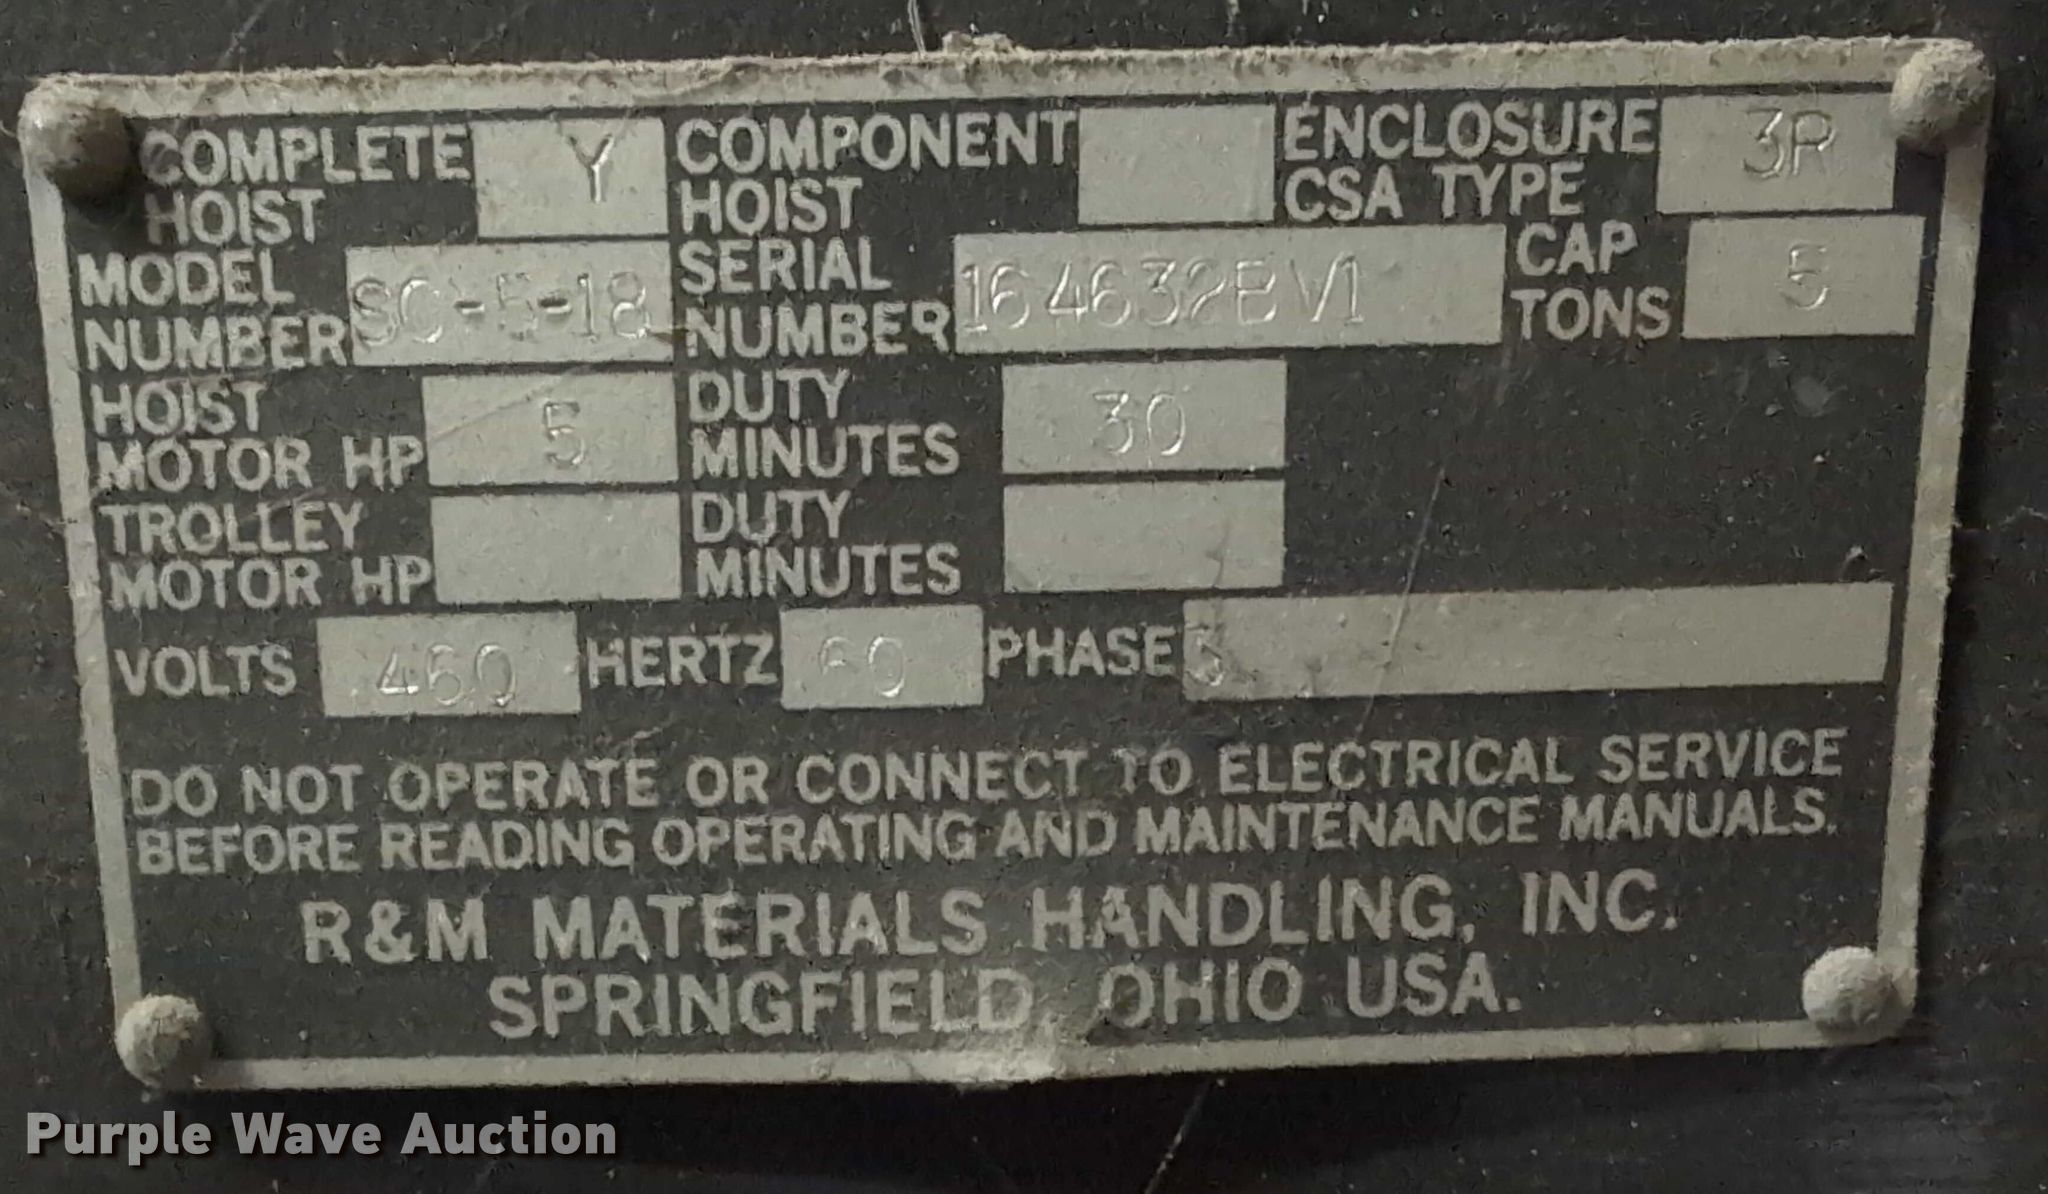 COMPLETE HOIST Y COMPONENT HOIST ENCLOSURE CSA TYPE 3R
MODEL NUMBER SC-5-18 SERIAL NUMBER 164632BV1 CAP TONS 5
HOIST MOTOR HP 5 DUTY MINUTES 30
TROLLEY MOTOR HP DUTY MINUTES
VOLTS 460 HERTZ 60 PHASE 3
DO NOT OPERATE OR CONNECT TO ELECTRICAL SERVICE
BEFORE READING OPERATING AND MAINTENANCE MANUALS.
R&M MATERIALS HANDLING, INC.
SPRINGFIELD, OHIO USA.
Purple Wave Auction